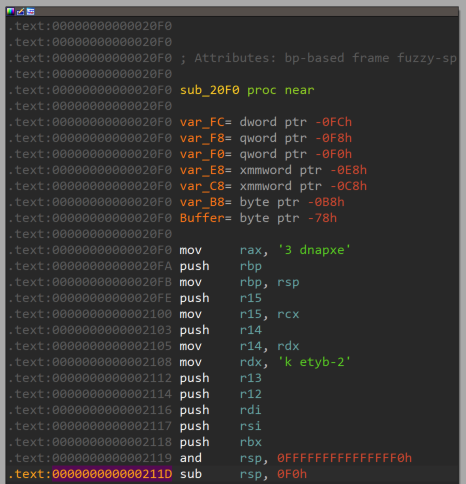 .text:00000000000020F0
.text:00000000000020F0
.text:00000000000020F0 ; Attributes: bp-based frame fuzzy-sp
.text:00000000000020F0
.text:00000000000020F0 sub_20F0 proc near
.text:00000000000020F0
.text:00000000000020F0 var_FC= dword ptr -0FCh
.text:00000000000020F0 var_F8= qword ptr -0F8h
.text:00000000000020F0 var_F0= qword ptr -0F0h
.text:00000000000020F0 var_E8= xmmword ptr -0E8h
.text:00000000000020F0 var_C8= xmmword ptr -0C8h
.text:00000000000020F0 var_B8= byte ptr -0B8h
.text:00000000000020F0 Buffer= byte ptr -78h
.text:00000000000020F0
.text:00000000000020F0 mov rax, '3 dnapxe'
.text:00000000000020FA push rbp
.text:00000000000020FB mov rbp, rsp
.text:00000000000020FE push r15
.text:0000000000002100 mov r15, rcx
.text:0000000000002103 push r14
.text:0000000000002105 mov r14, rdx
.text:0000000000002108 mov rdx, 'k etyb-2'
.text:0000000000002112 push r13
.text:0000000000002114 push r12
.text:0000000000002116 push rdi
.text:0000000000002117 push rsi
.text:0000000000002118 push rbx
.text:0000000000002119 and rsp, 0FFFFFFFFFFFFFFF0h
.text:000000000000211D sub rsp, 0F0h